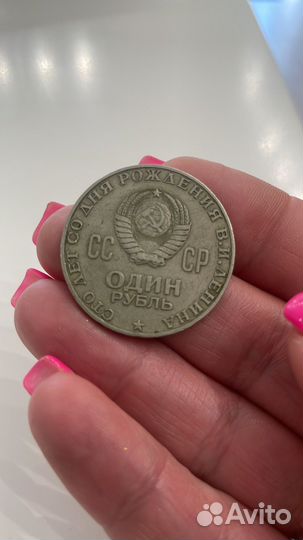 СТО ЛЕТ СО ДНЯ РОЖДЕНИЯ В.И.ЛЕНИНА
СС СР
ОДИН
РУБЛЬ
Avito